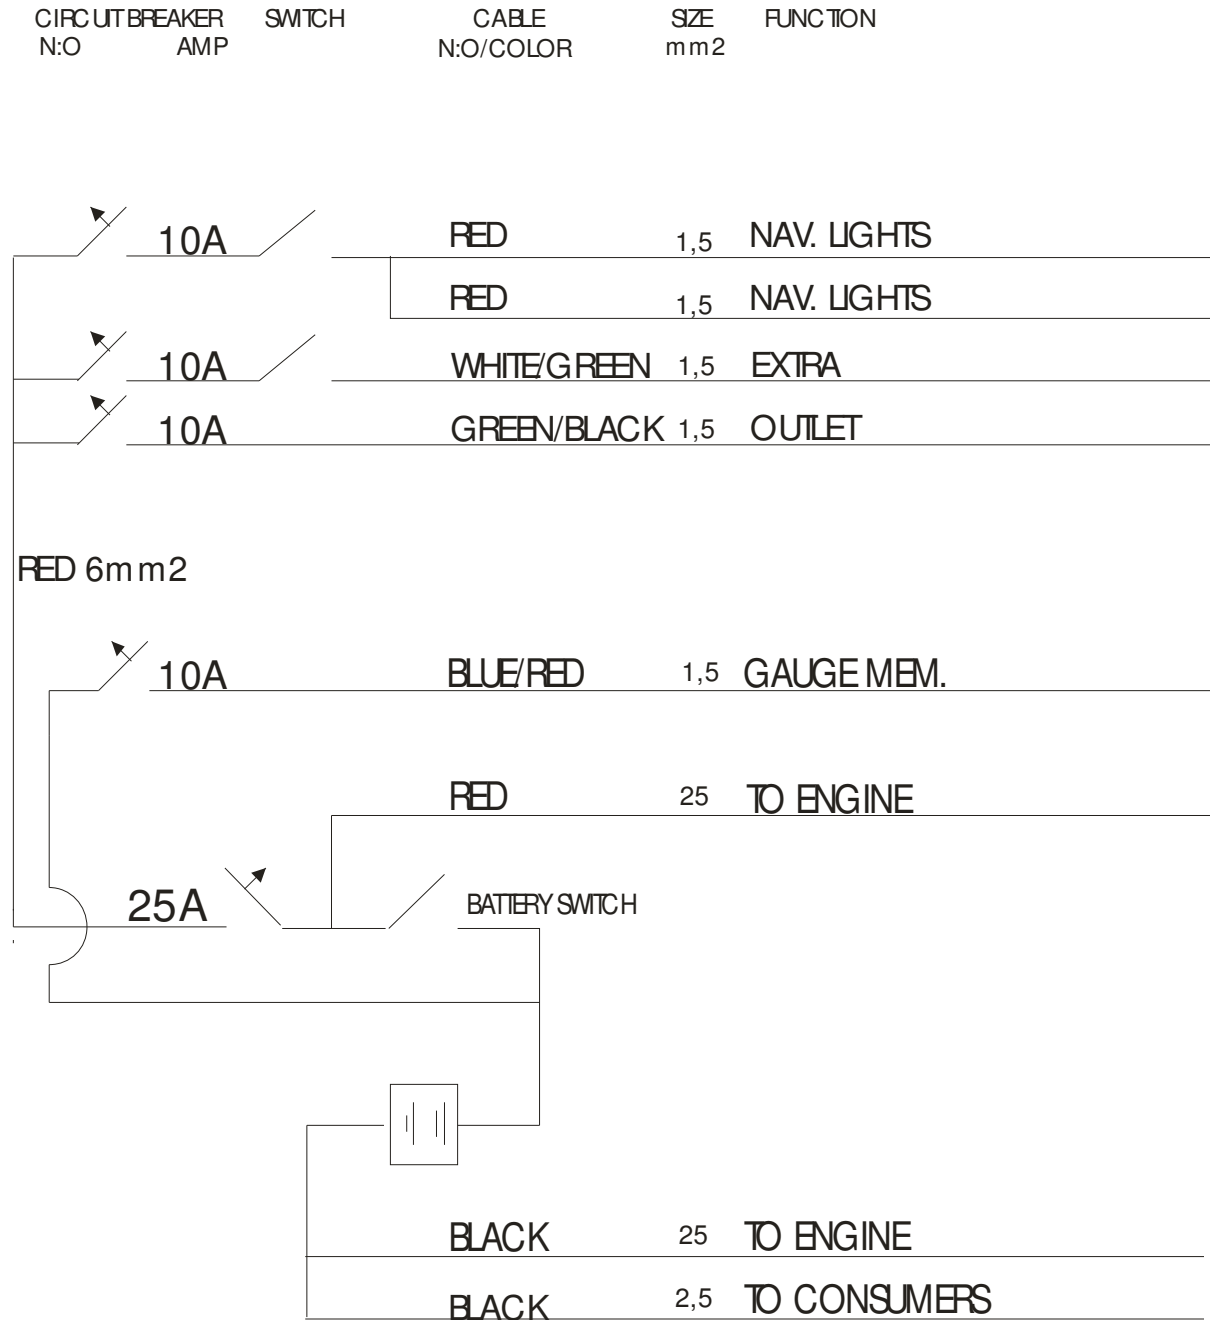 CIRCUIT BREAKER SWITCH CABLE SIZE FUNCTION
N:O AMP N:O/COLOR mm2
10A RED 1,5 NAV. LIGHTS
RED 1,5 NAV. LIGHTS
10A WHITE/GREEN 1,5 EXTRA
10A GREEN/BLACK 1,5 OUTLET
RED 6mm2
10A BLUE/RED 1,5 GAUGE MEM.
RED 25 TO ENGINE
25A BATTERY SWITCH
BLACK 25 TO ENGINE
BLACK 2,5 TO CONSUMERS